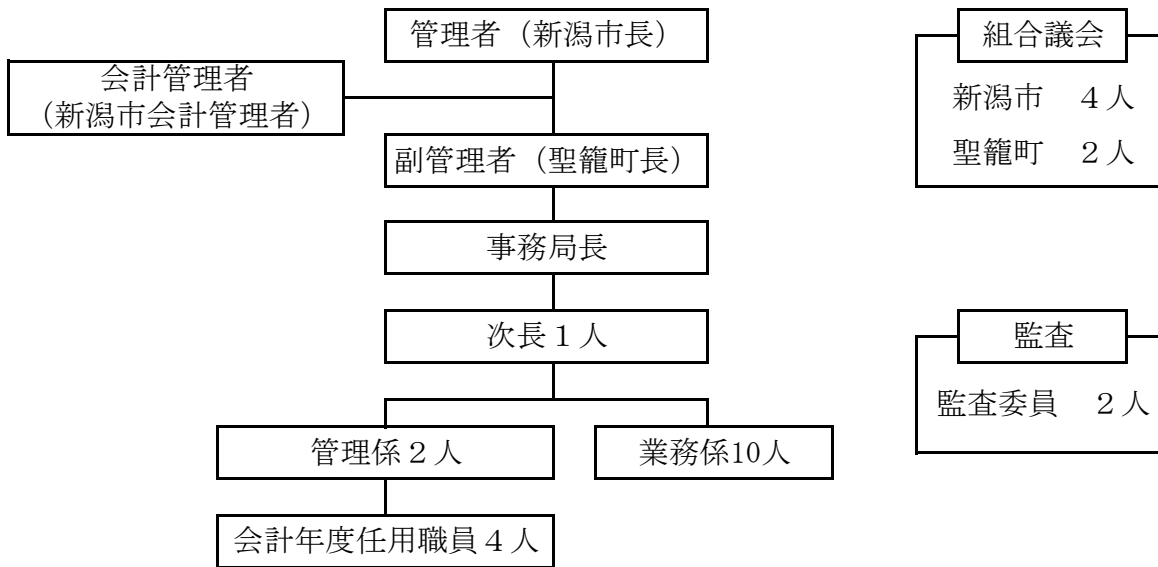 管理者（新潟市長）
会計管理者
（新潟市会計管理者）
副管理者（聖籠町長）
事務局長
次長１人
管理係２人
業務係10人
会計年度任用職員４人
組合議会
新潟市　４人
聖籠町　２人
監査
監査委員　２人